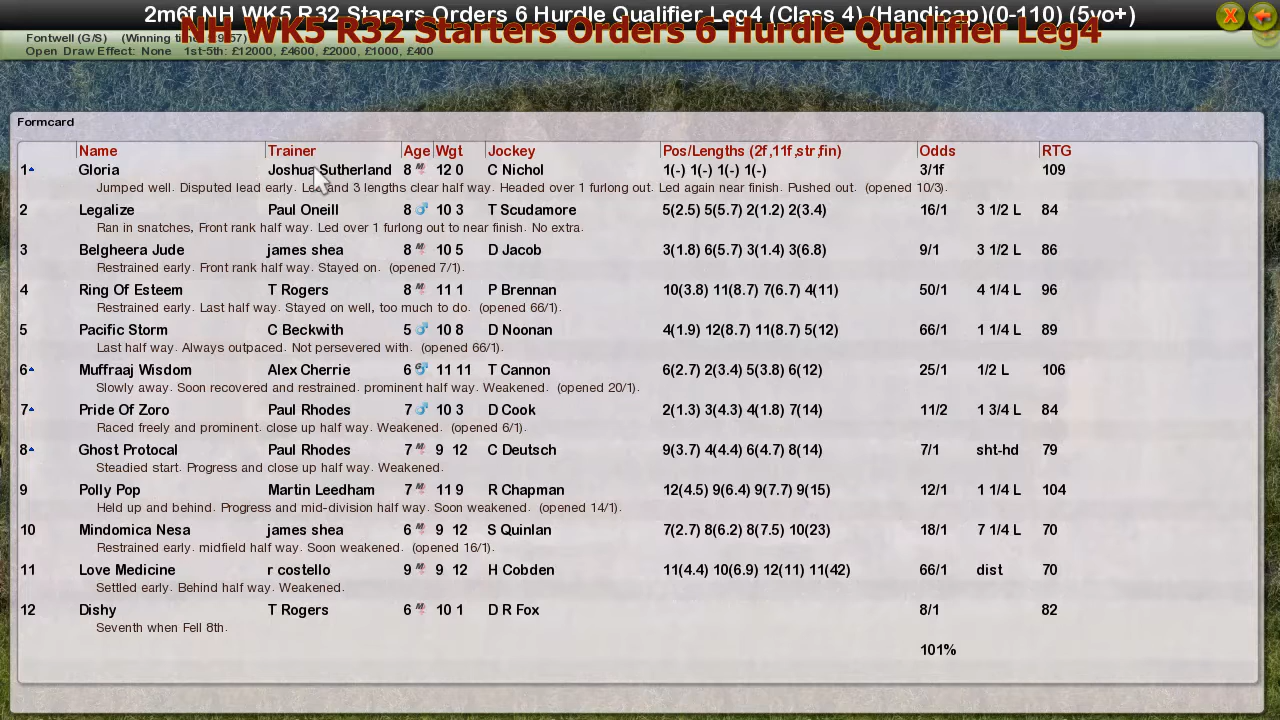 2m6f NH WK5 R32 Starers Orders 6 Hurdle Qualifier Leg4 (Class 4) (Handicap)(0-110) (5yo+)
NH WK5 R32 Starters Orders 6 Hurdle Qualifier Leg4
Fontwell (G/S) (Winning
Open Draw Effect: None 1st-5th: £12000, £4600, £2000, £1000, £400
Formcard
Name Trainer Age Wgt Jockey Pos/Lengths (2f,11f,str,fin) Odds RTG
1 Gloria Joshua Sutherland 8 12 0 C Nichol 1(-) 1(-) 1(-) 1(-) 3/1f 109
Jumped well. Disputed lead early. Led and 3 lengths clear half way. Headed over 1 furlong out. Led again near finish. Pushed out. (opened 10/3).
2 Legalize Paul Oneill 8 10 3 T Scudamore 5(2.5) 5(5.7) 2(1.2) 2(3.4) 16/1 3 1/2 L 84
Ran in snatches, Front rank half way. Led over 1 furlong out to near finish. No extra.
3 Belgheera Jude james shea 8 10 5 D Jacob 3(1.8) 6(5.7) 3(1.4) 3(6.8) 9/1 3 1/2 L 86
Restrained early. Front rank half way. Stayed on. (opened 7/1).
4 Ring Of Esteem T Rogers 8 11 1 P Brennan 10(3.8) 11(8.7) 7(6.7) 4(11) 50/1 4 1/4 L 96
Restrained early. Last half way. Stayed on well, too much to do. (opened 66/1).
5 Pacific Storm C Beckwith 5 10 8 D Noonan 4(1.9) 12(8.7) 11(8.7) 5(12) 66/1 1 1/4 L 89
Last half way. Always outpaced. Not persevered with. (opened 66/1).
6 Muffraaj Wisdom Alex Cherrie 6 11 11 T Cannon 6(2.7) 2(3.4) 5(3.8) 6(12) 25/1 1/2 L 106
Slowly away. Soon recovered and restrained. prominent half way. Weakened. (opened 20/1).
7 Pride Of Zoro Paul Rhodes 7 10 3 D Cook 2(1.3) 3(4.3) 4(1.8) 7(14) 11/2 1 3/4 L 84
Raced freely and prominent. close up half way. Weakened. (opened 6/1).
8 Ghost Protocal Paul Rhodes 7 9 12 C Deutsch 9(3.7) 4(4.4) 6(4.7) 8(14) 7/1 sht-hd 79
Steadied start. Progress and close up half way. Weakened.
9 Polly Pop Martin Leedham 7 11 9 R Chapman 12(4.5) 9(6.4) 9(7.7) 9(15) 12/1 1 1/4 L 104
Held up and behind. Progress and mid-division half way. Soon weakened. (opened 14/1).
10 Mindomica Nesa james shea 6 9 12 S Quinlan 7(2.7) 8(6.2) 8(7.5) 10(23) 18/1 7 1/4 L 70
Restrained early. midfield half way. Soon weakened. (opened 16/1).
11 Love Medicine r costello 9 9 12 H Cobden 11(4.4) 10(6.9) 12(11) 11(42) 66/1 dist 70
Settled early. Behind half way. Weakened.
12 Dishy T Rogers 6 10 1 D R Fox 8/1 82
Seventh when Fell 8th.
101%